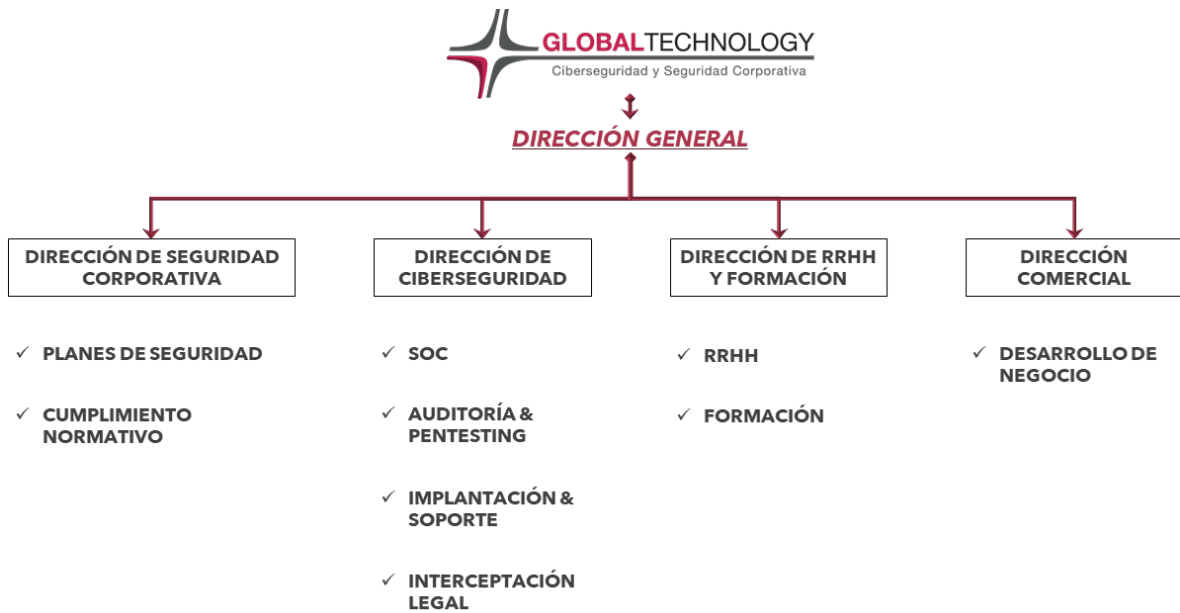 GLOBALTECHNOLOGY
Ciberseguridad y Seguridad Corporativa
DIRECCIÓN GENERAL
DIRECCIÓN DE SEGURIDAD
CORPORATIVA
PLANES DE SEGURIDAD
CUMPLIMIENTO
NORMATIVO
DIRECCIÓN DE
CIBERSEGURIDAD
SOC
AUDITORÍA &
PENTESTING
IMPLANTACIÓN &
SOPORTE
INTERCEPTACIÓN
LEGAL
DIRECCIÓN DE RRHH
Y FORMACIÓN
RRHH
FORMACIÓN
DIRECCIÓN
COMERCIAL
DESARROLLO DE
NEGOCIO